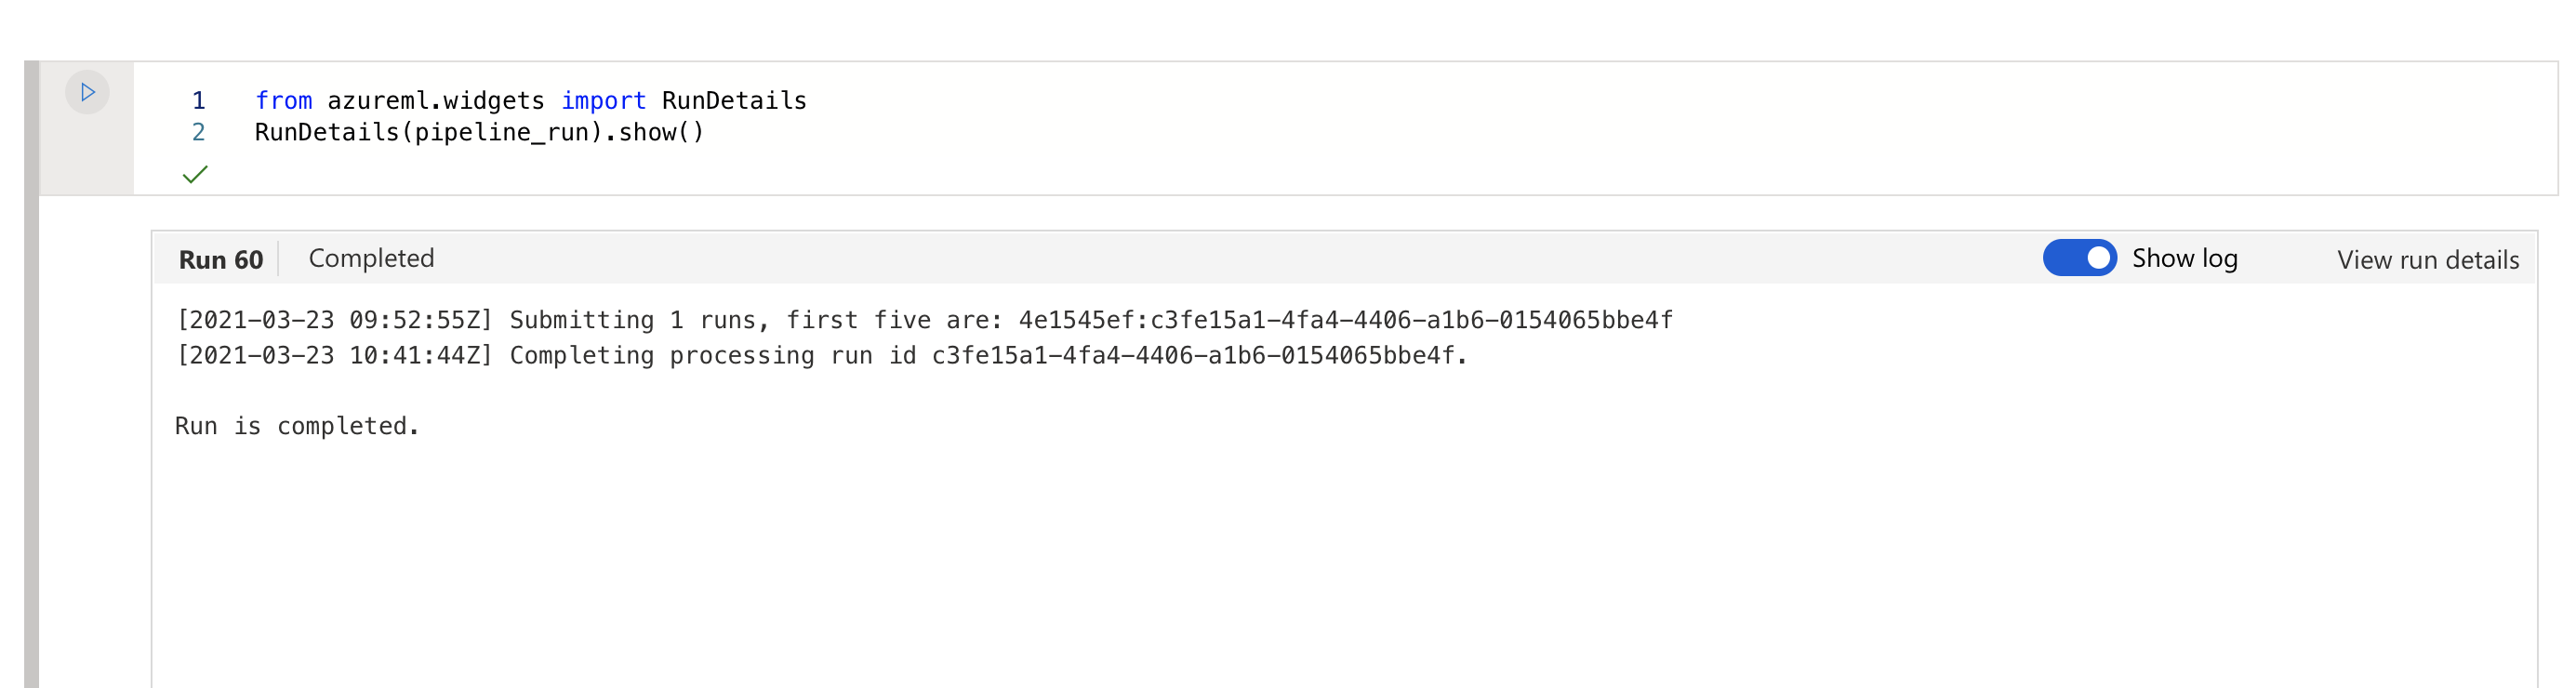 1 from azureml.widgets import RunDetails
2 RunDetails(pipeline_run).show()
Run 60 Completed Show log View run details
[2021-03-23 09:52:55Z] Submitting 1 runs, first five are: 4e1545ef:c3fe15a1-4fa4-4406-a1b6-0154065bbe4f
[2021-03-23 10:41:44Z] Completing processing run id c3fe15a1-4fa4-4406-a1b6-0154065bbe4f.
Run is completed.